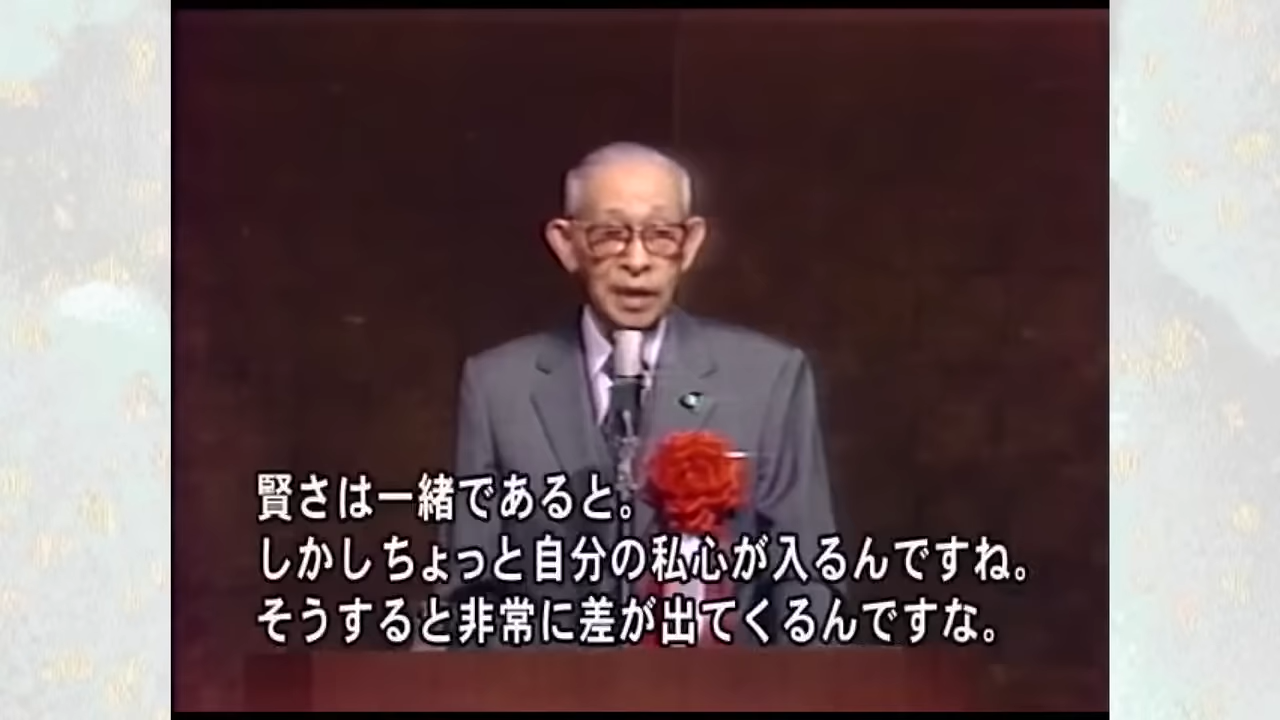 賢さは一緒であると。
しかしちょっと自分の私心が入るんですね。
そうすると非常に差が出てくるんですな。